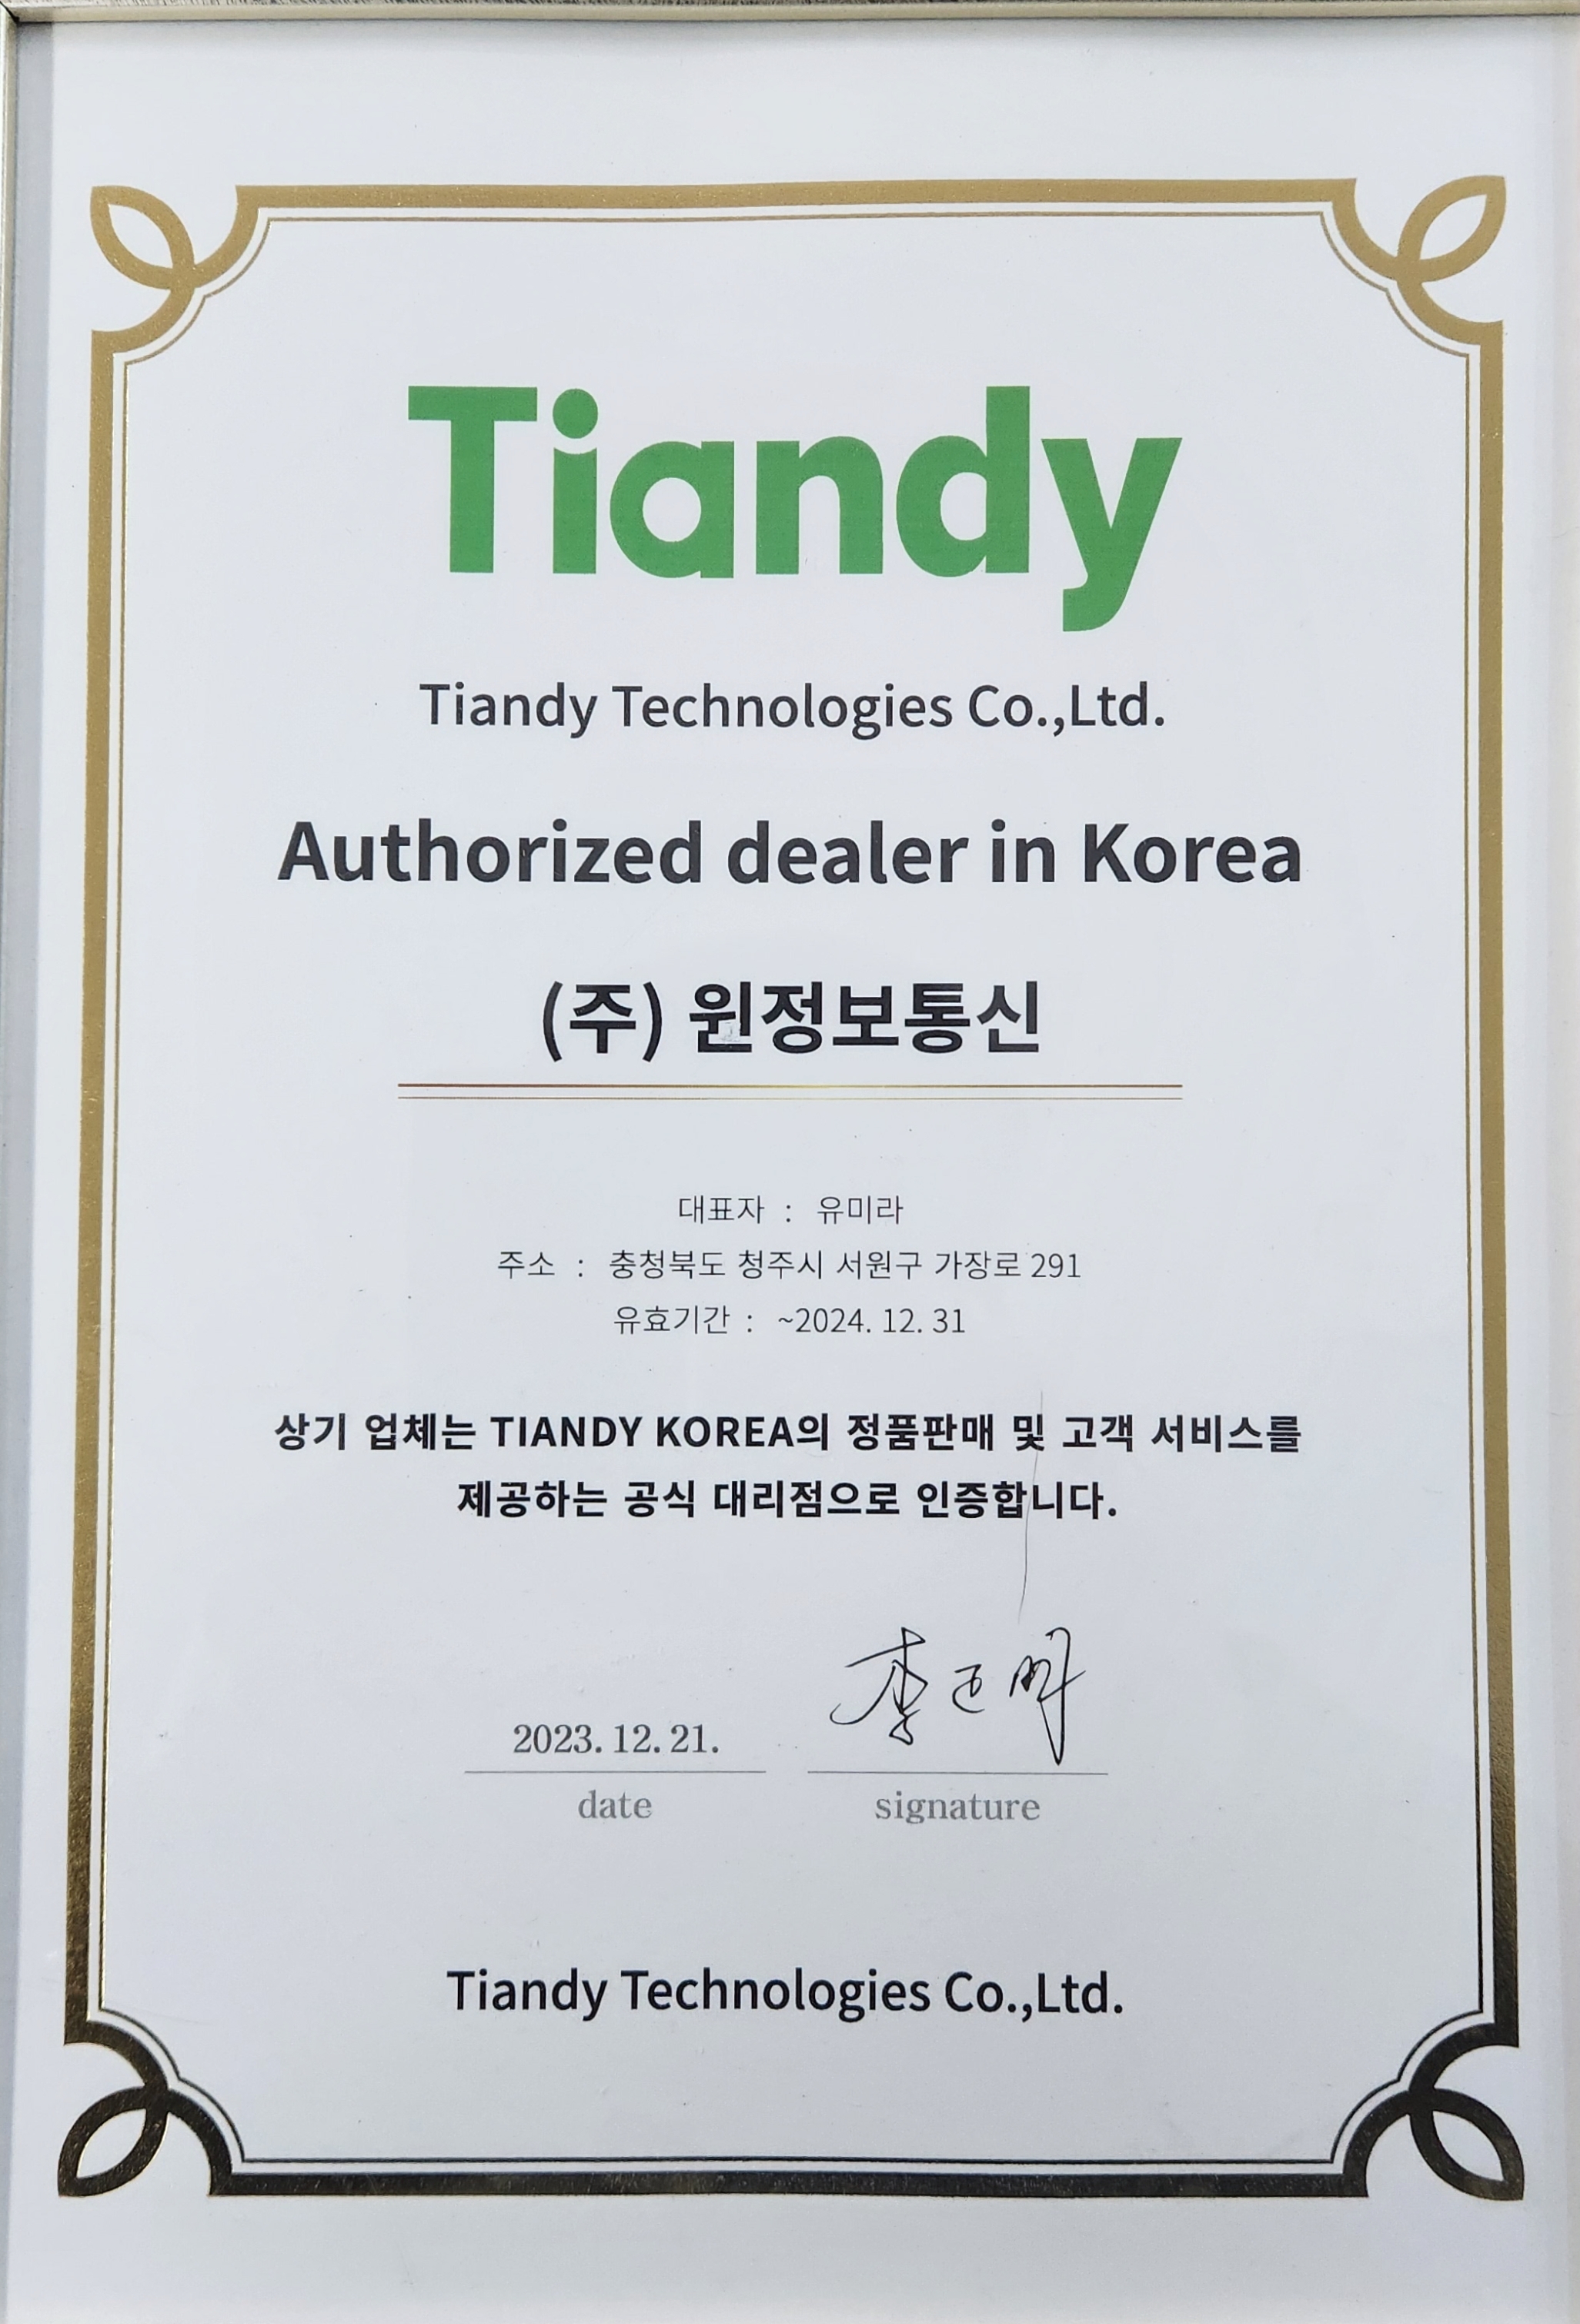 Tiandy
Tiandy Technologies Co.,Ltd.
Authorized dealer in Korea
(주) 윈정보통신
대표자 : 유미라
주소 : 충청북도 청주시 서원구 가장로 291
유효기간 : ~2024. 12. 31
상기 업체는 TIANDY KOREA의 정품판매 및 고객 서비스를
제공하는 공식 대리점으로 인증합니다.
2023. 12. 21.
date signature
Tiandy Technologies Co.,Ltd.